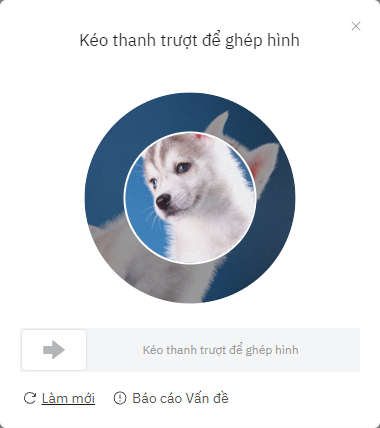 Kéo thanh trượt để ghép hình
Kéo thanh trượt để ghép hình
Làm mới
Báo cáo Vấn đề